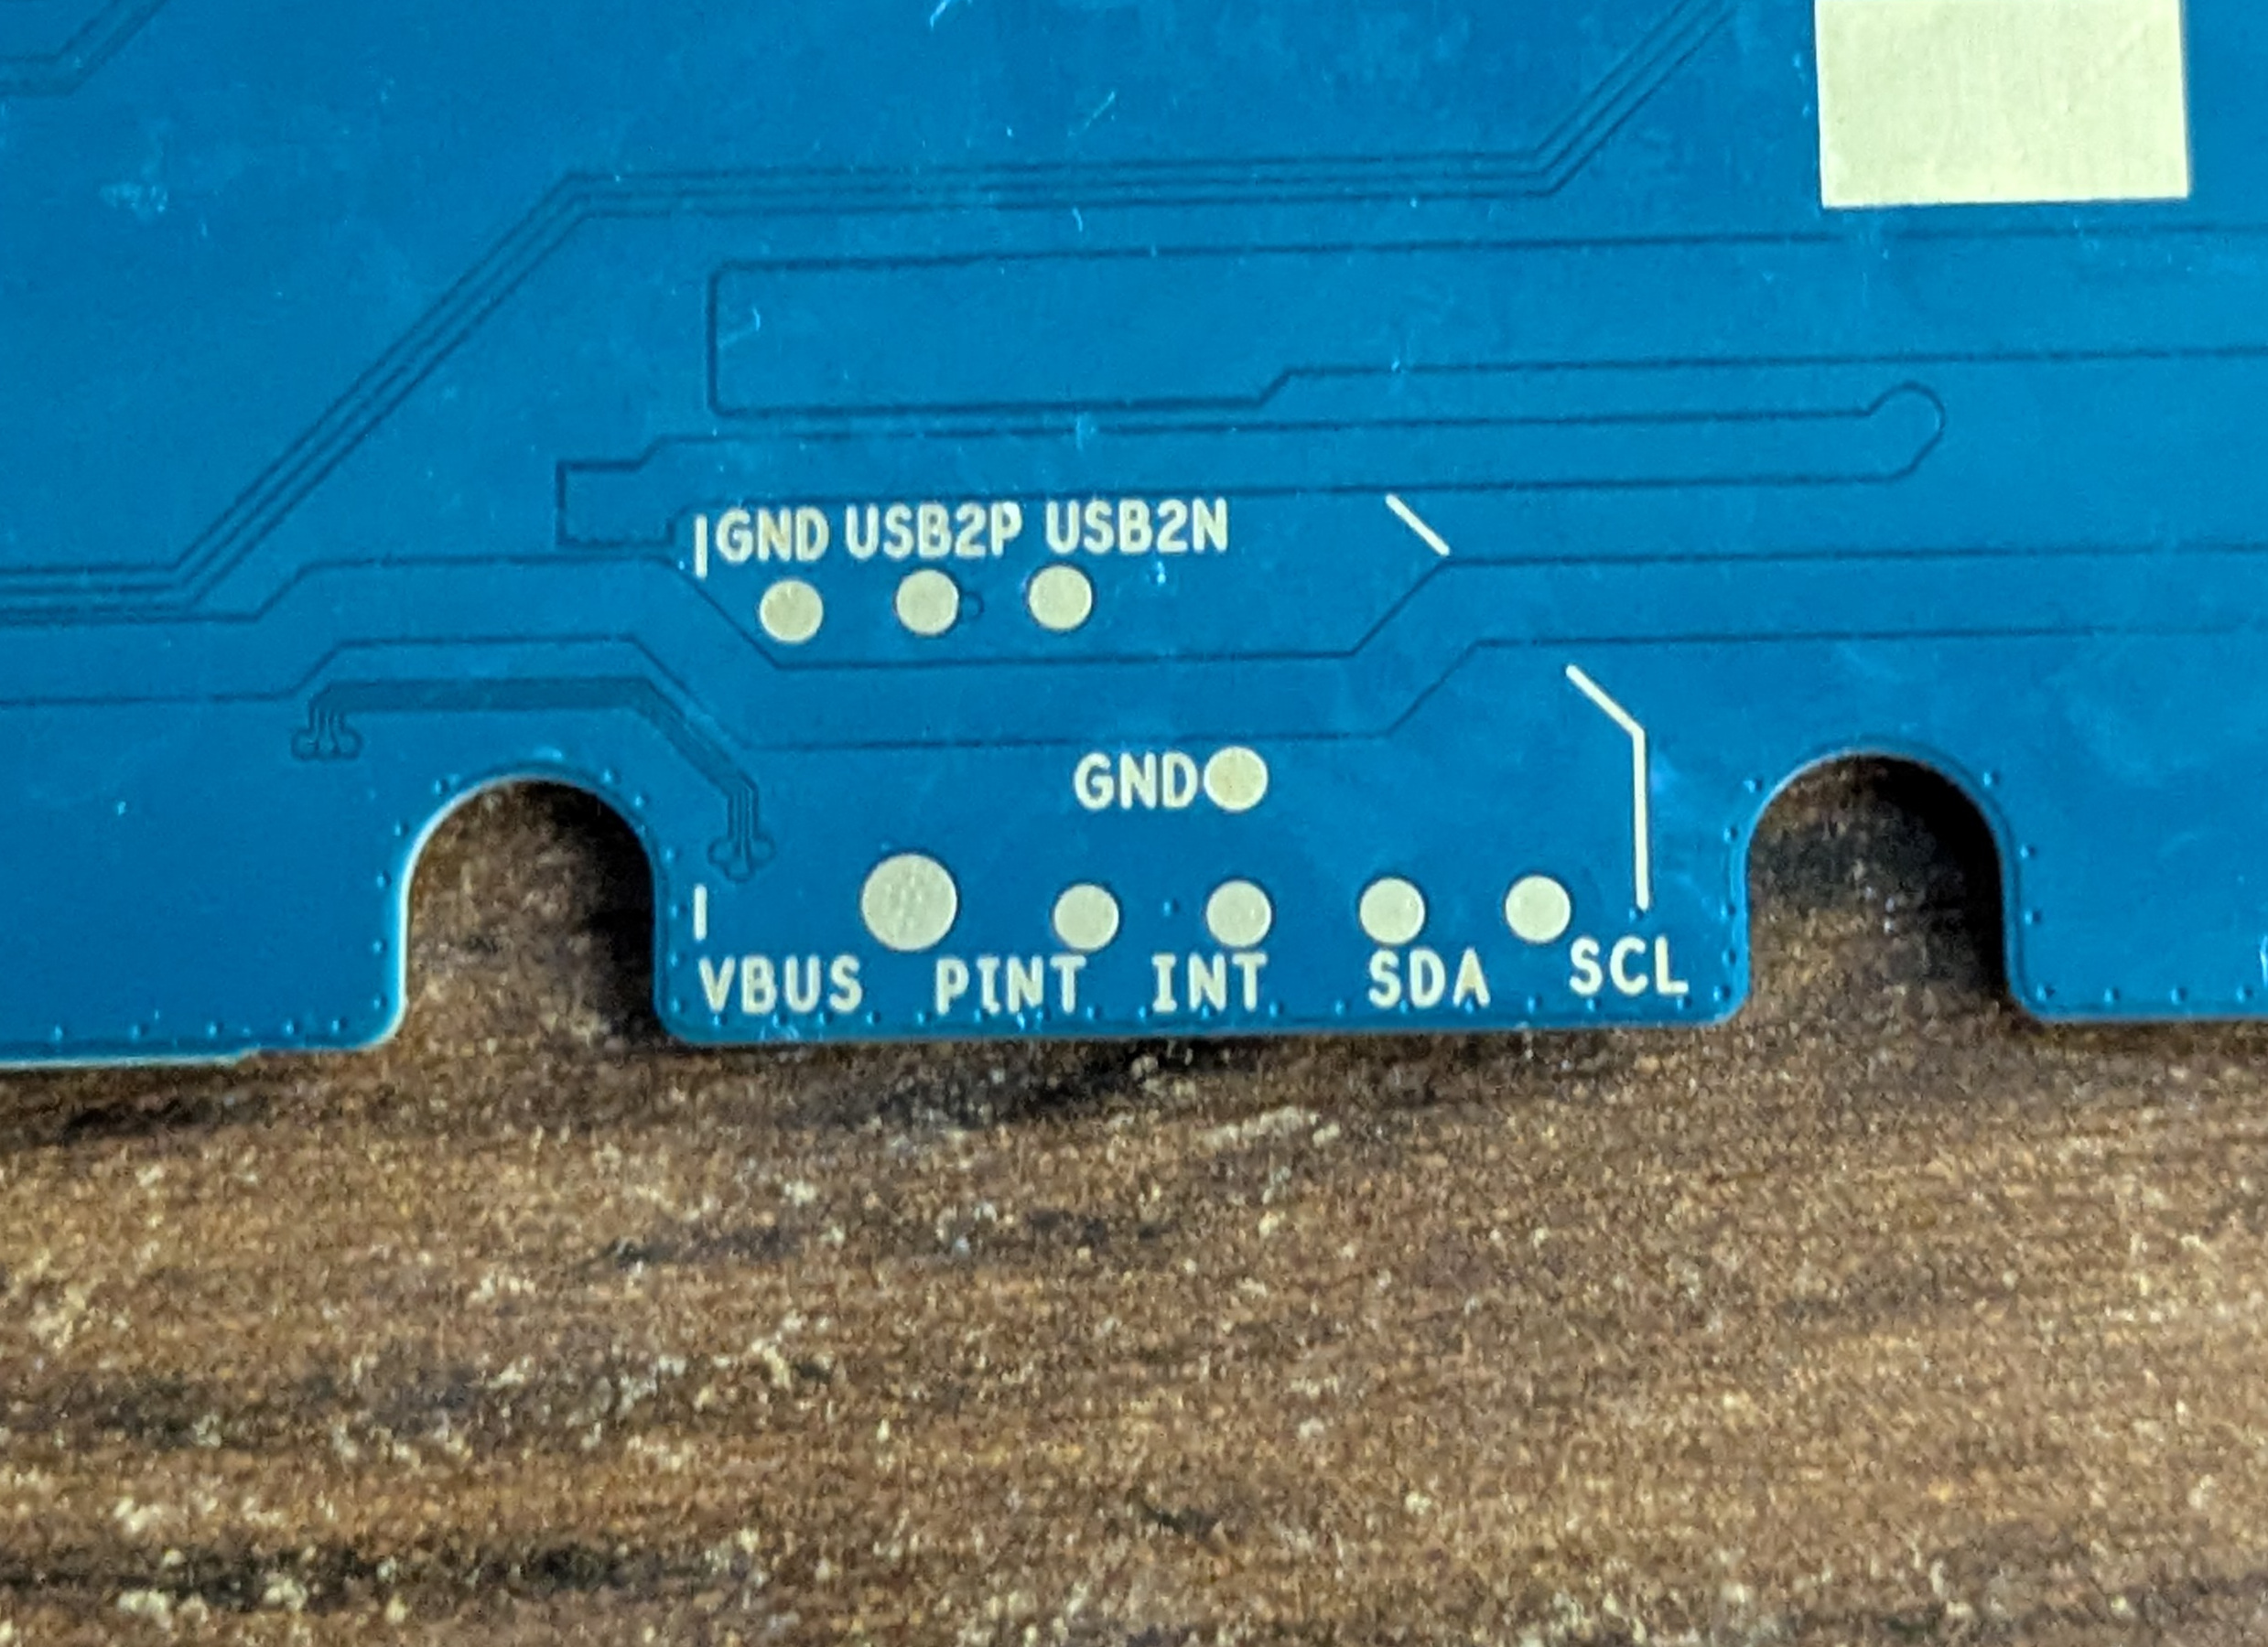 GND USB2P USB2N
GND
VBUS PINT INT SDA SCL